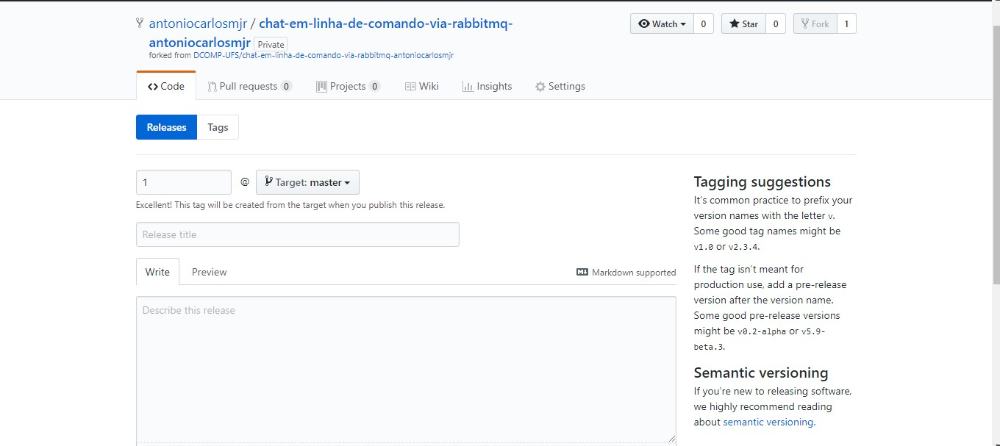 antoniocarlosmjr / chat-em-linha-de-comando-via-rabbitmq-
antoniocarlosmjr Private
forked from DCOMP-UFS/chat-em-linha-de-comando-via-rabbitmq-antoniocarlosmjr
Watch 0 Star 0 Fork 1
Code Pull requests 0 Projects 0 Wiki Insights Settings
Releases Tags
1 @ Target: master
Excellent! This tag will be created from the target when you publish this release.
Release title
Write Preview Markdown supported
Describe this release
Tagging suggestions
It's common practice to prefix your
version names with the letter v.
Some good tag names might be
v1.0 or v2.3.4.
If the tag isn't meant for
production use, add a pre-release
version after the version name.
Some good pre-release versions
might be v0.2-alpha or v5.9-
beta.3.
Semantic versioning
If you're new to releasing software,
we highly recommend reading
about semantic versioning.